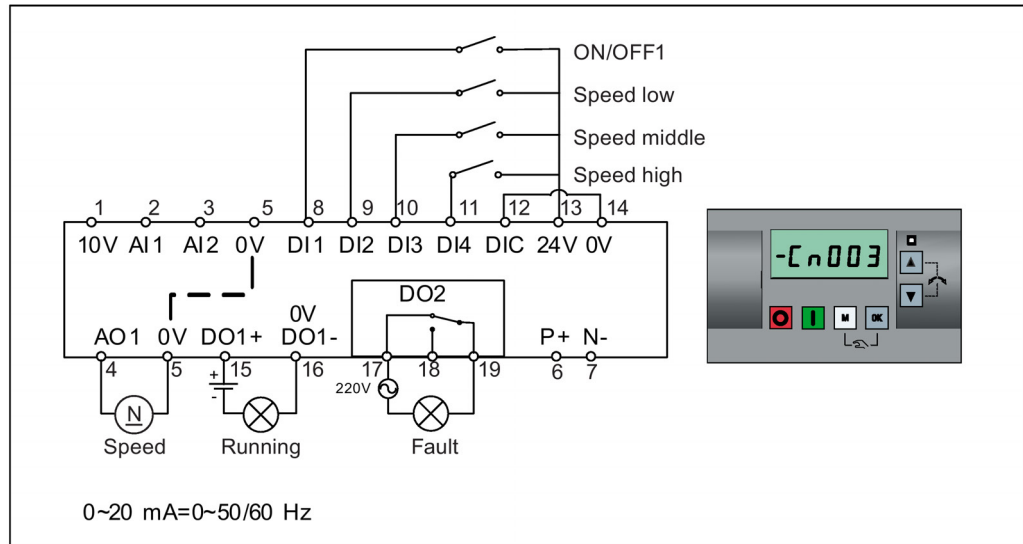 ON/OFF1
Speed low
Speed middle
Speed high
1 2 3 5 8 9 10 11 12 13 14
10V AI1 AI2 0V DI1 DI2 DI3 DI4 DIC 24V 0V
-Cn003
DO2
0V
AO1 0V DO1+ DO1- P+ N-
4 5 15 16 17 18 19 6 7
M OK
+
-
220V
N
Speed Running Fault
0~20 mA=0~50/60 Hz